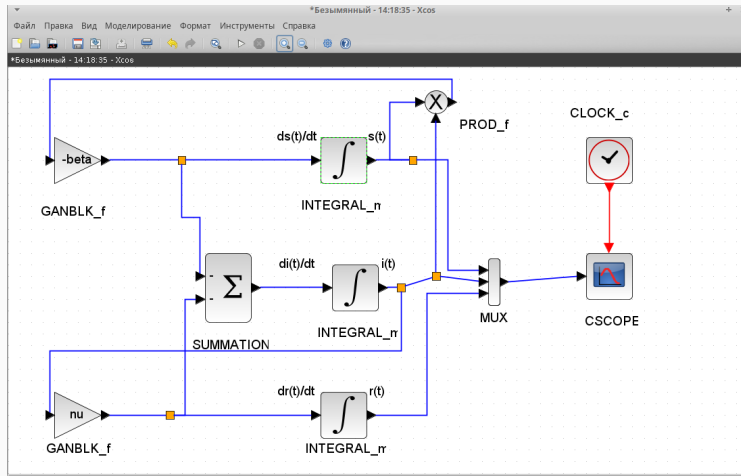 *Безымянный - 14:18:35 - Xcos
Файл Правка Вид Моделирование Формат Инструменты Справка
*Безымянный - 14:18:35 - Xcos
X
PROD_f
CLOCK_c
ds(t)/dt
s(t)
-beta
∫
GANBLK_f
INTEGRAL_m
di(t)/dt
i(t)
-
-
Σ
∫
MUX
CSCOPE
SUMMATION
INTEGRAL_m
dr(t)/dt
r(t)
nu
∫
GANBLK_f
INTEGRAL_m